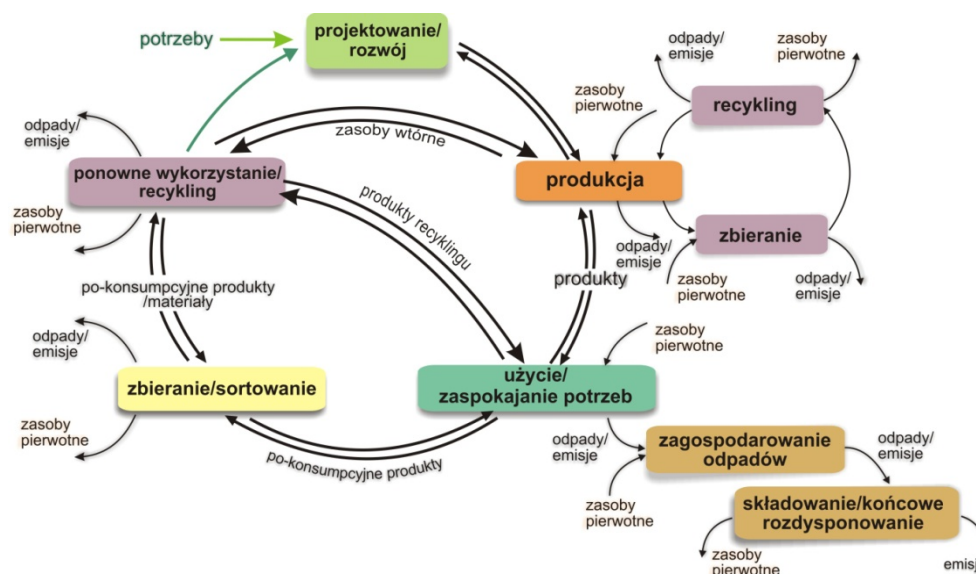 potrzeby
projektowanie/
rozwój
odpady/
emisje
zasoby
pierwotne
zasoby
pierwotne
recykling
odpady/
emisje
zasoby wtórne
ponowne wykorzystanie/
recykling
produkcja
produkty recyklingu
zasoby
pierwotne
zbieranie
odpady/
emisje
produkty
zasoby
pierwotne
odpady/
emisje
po-konsumpcyjne produkty
/materiały
odpady/
emisje
zasoby
pierwotne
zbieranie/sortowanie
użycie/
zaspokajanie potrzeb
zasoby
pierwotne
po-konsumpcyjne produkty
odpady/
emisje
zagospodarowanie
odpadów
odpady/
emisje
zasoby
pierwotne
składowanie/końcowe
rozdysponowanie
zasoby
pierwotne
emisje